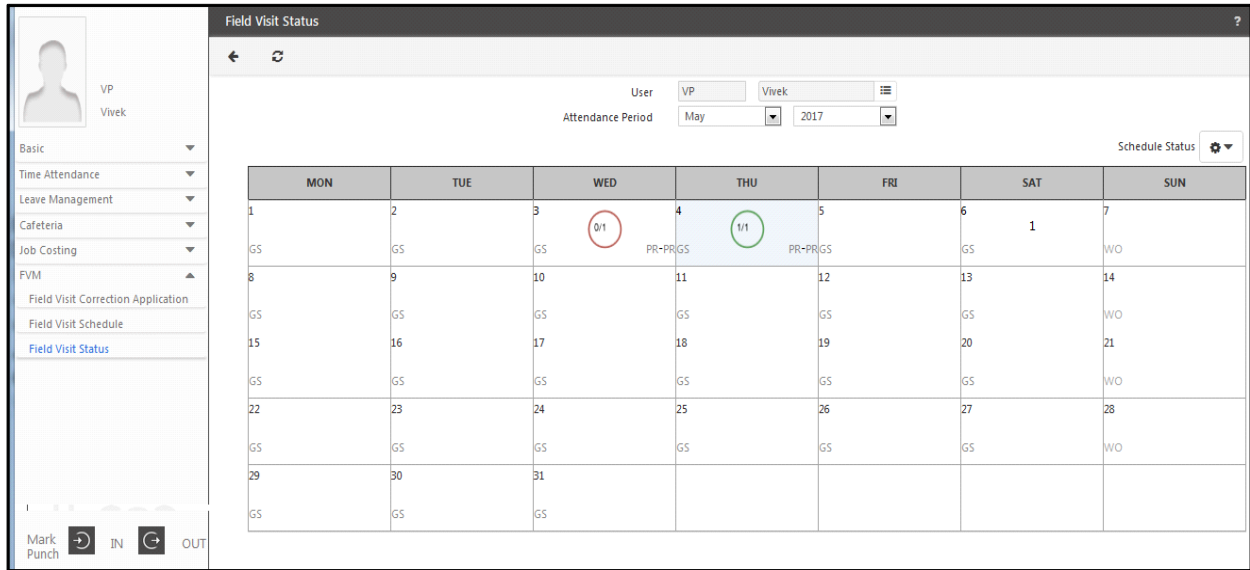 Field Visit Status ?
VP
Vivek
User VP Vivek
Attendance Period May 2017
Schedule Status
Basic
Time Attendance
Leave Management
Cafeteria
Job Costing
FVM
Field Visit Correction Application
Field Visit Schedule
Field Visit Status
Mark Punch IN OUT
MON TUE WED THU FRI SAT SUN
1 2 3 4 5 6 7
0/1 1/1 1
GS GS GS PR-PR GS PR-PR GS GS WO
8 9 10 11 12 13 14
GS GS GS GS GS GS WO
15 16 17 18 19 20 21
GS GS GS GS GS GS WO
22 23 24 25 26 27 28
GS GS GS GS GS GS WO
29 30 31
GS GS GS